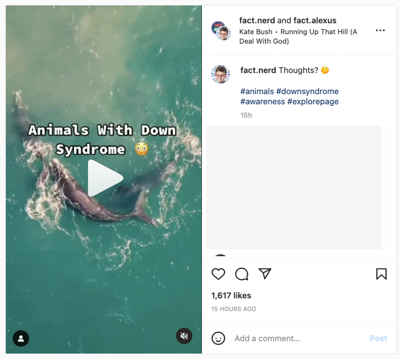 Animals With Down
Syndrome 😳
fact.nerd and fact.alexus
Kate Bush • Running Up That Hill (A
Deal With God)
fact.nerd Thoughts? 🤔
#animals #downsyndrome
#awareness #explorepage
15h
1,617 likes
15 HOURS AGO
Add a comment...
Post